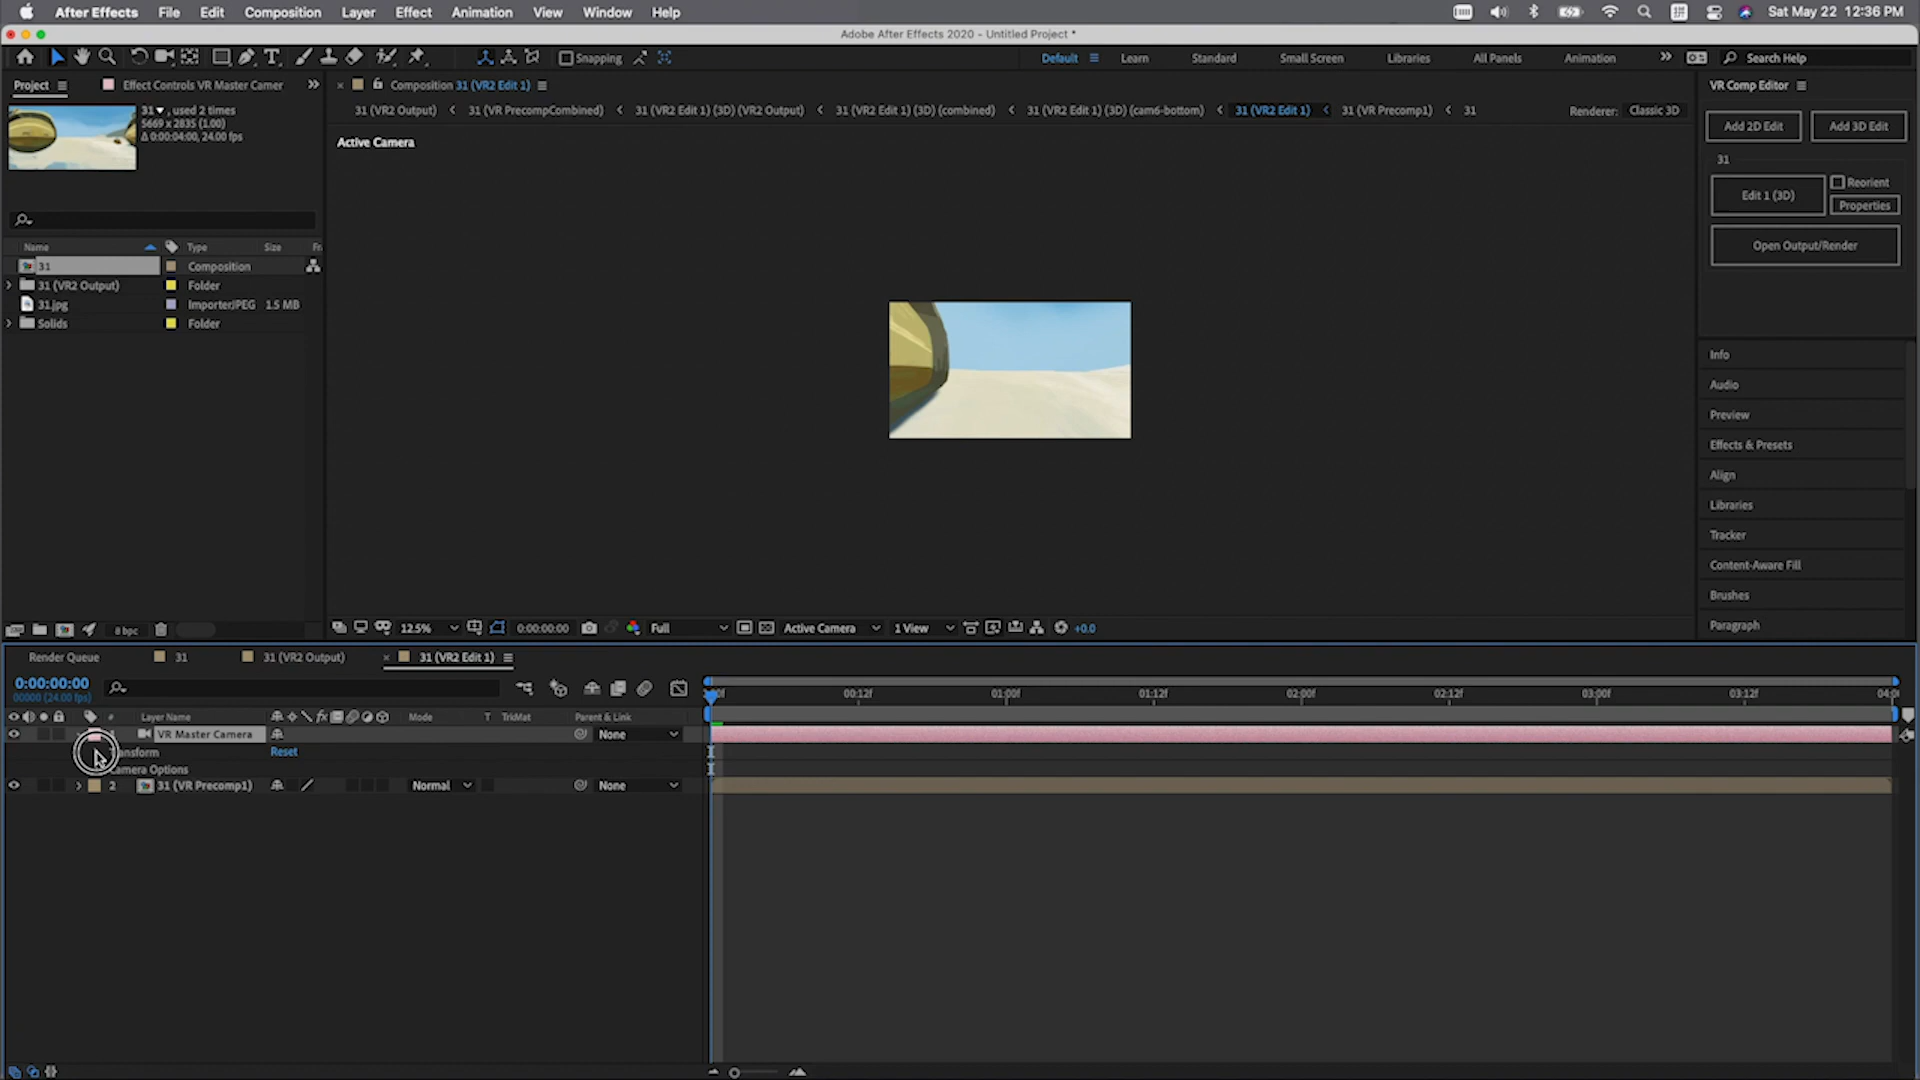 After Effects File Edit Composition Layer Effect Animation View Window Help Sat May 22 12:36 PM
Adobe After Effects 2020 - Untitled Project *
Snapping Default Learn Standard Small Screen Libraries All Panels Animation Search Help
Project Effect Controls VR Master Camer
Composition 31 (VR2 Edit 1)
VR Comp Editor
31 , used 2 times
5669 x 2835 (1.00)
Δ 0:00:04:00, 24.00 fps
31 (VR2 Output) 31 (VR PrecompCombined) 31 (VR2 Edit 1) (3D) (VR2 Output) 31 (VR2 Edit 1) (3D) (combined) 31 (VR2 Edit 1) (3D) (cam6-bottom) 31 (VR2 Edit 1) 31 (VR Precomp1) 31 Renderer: Classic 3D
Active Camera
Add 2D Edit Add 3D Edit
31
Edit 1 (3D) Reorient
Properties
Open Output/Render
Name Type Size Fr
31 Composition
31 (VR2 Output) Folder
31.jpg ImporterJPEG 1.5 MB
Solids Folder
Info
Audio
Preview
Effects & Presets
Align
Libraries
Tracker
Content-Aware Fill
Brushes
Paragraph
8 bpc
12.5% 0:00:00:00 Full Active Camera 1 View +0.0
Render Queue 31 31 (VR2 Output) 31 (VR2 Edit 1)
0:00:00:00
00000 (24.00 fps)
00:12f 01:00f 01:12f 02:00f 02:12f 03:00f 03:12f
# Layer Name Mode T TrkMat Parent & Link
VR Master Camera None
Reset
Camera Options
2 31 (VR Precomp1) Normal None